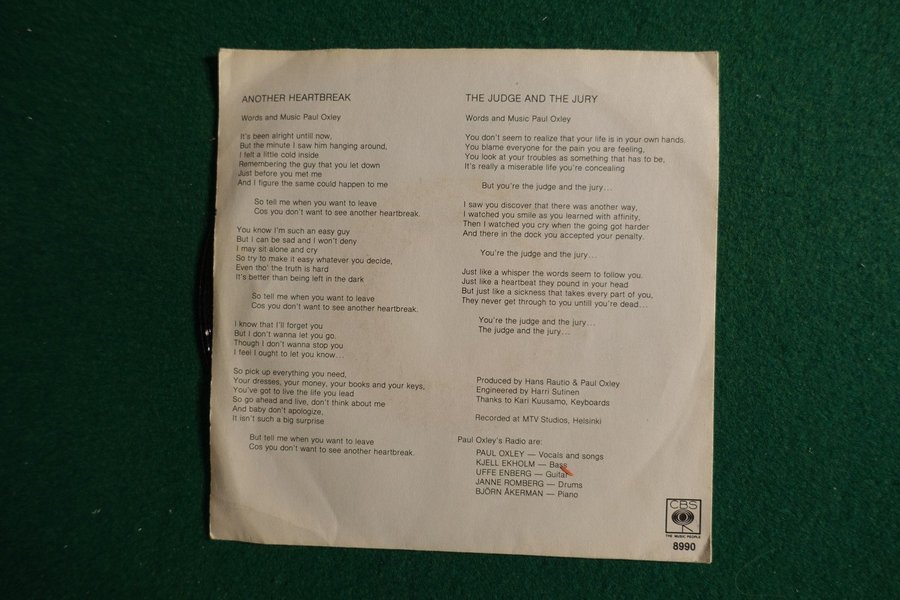 ANOTHER HEARTBREAK
Words and Music Paul Oxley
It's been alright untill now,
But the minute I saw him hanging around,
I felt a little cold inside
Remembering the guy that you let down
Just before you met me
And I figure the same could happen to me
So tell me when you want to leave
Cos you don't want to see another heartbreak.
You know I'm such an easy guy
But I can be sad and I won't deny
I may sit alone and cry
So try to make it easy whatever you decide,
Even tho' the truth is hard
It's better than being left in the dark
So tell me when you want to leave
Cos you don't want to see another heartbreak.
I know that I'll forget you
But I don't wanna let you go
Though I don't wanna stop you
I feel I ought to let you know...
So pick up everything you need,
Your dresses, your money, your books and your keys,
You've got to live the life you lead
So go ahead and live, don't think about me
And baby don't apologize,
It isn't such a big surprise
But tell me when you want to leave
Cos you don't want to see another heartbreak.
THE JUDGE AND THE JURY
Words and Music Paul Oxley
You don't seem to realize that your life is in your own hands.
You blame everyone for the pain you are feeling,
You look at your troubles as something that has to be,
It's really a miserable life you're concealing
But you're the judge and the jury...
I saw you discover that there was another way,
I watched you smile as you learned with affinity,
Then I watched you cry when the going got harder
And there in the dock you accepted your penalty.
You're the judge and the jury...
Just like a whisper the words seem to follow you.
Just like a heartbeat they pound in your head
But just like a sickness that takes every part of you,
They never get through to you untill you're dead...
You're the judge and the jury...
The judge and the jury...
Produced by Hans Rautio & Paul Oxley
Engineered by Harri Sutinen
Thanks to Kari Kuusamo, Keyboards
Recorded at MTV Studios, Helsinki
Paul Oxley's Radio are:
PAUL OXLEY — Vocals and songs
KJELL EKHOLM — Bass
UFFE ENBERG — Guitar
JANNE ROMBERG — Drums
BJÖRN ÅKERMAN — Piano
CBS
THE MUSIC PEOPLE
8990